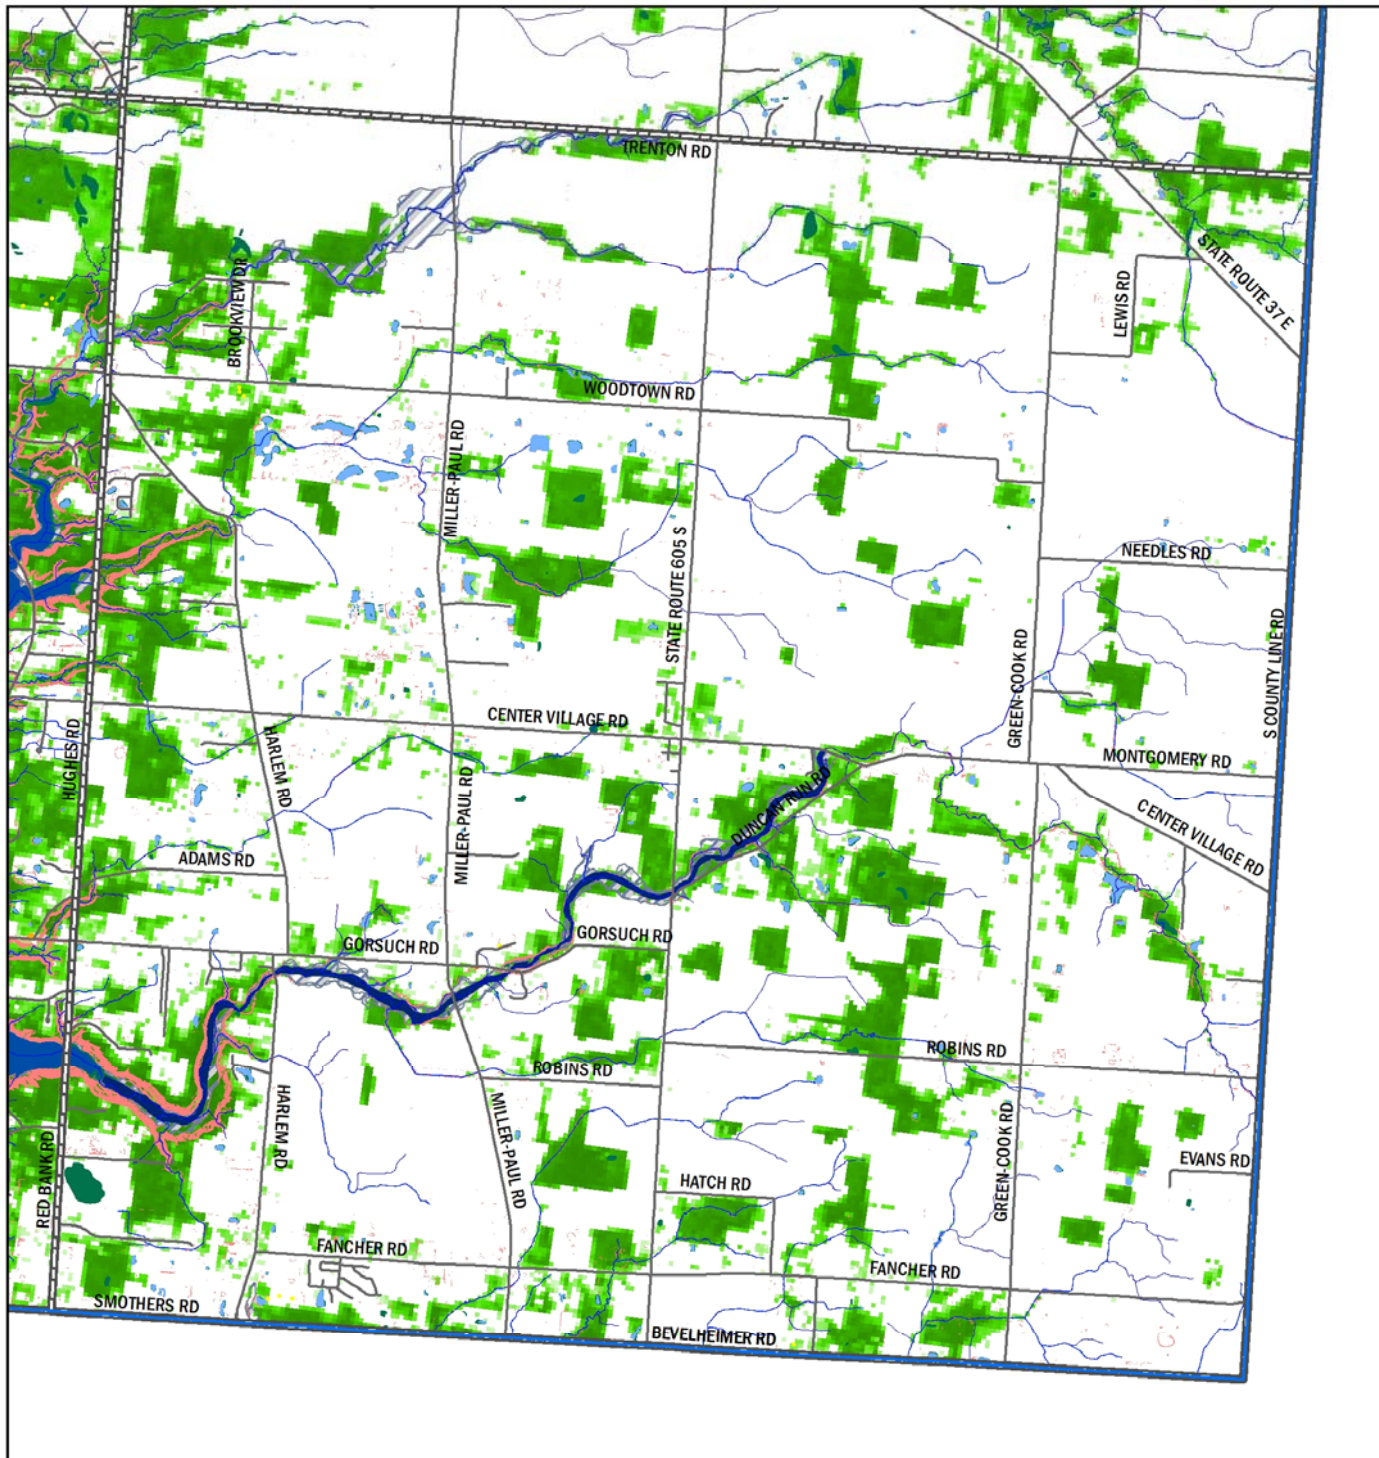 TRENTON RD
STATE ROUTE 37 E
BROOKVIEW DR
LEWIS RD
WOODTOWN RD
MILLER-PAUL RD
NEEDLES RD
STATE ROUTE 605 S
GREEN-COOK RD
S COUNTY LINE RD
CENTER VILLAGE RD
HUGHES RD
HARLEM RD
MONTGOMERY RD
MILLER-PAUL RD
DUNCAN RUN RD
CENTER VILLAGE RD
ADAMS RD
GORSUCH RD
GORSUCH RD
ROBINS RD
ROBINS RD
HARLEM RD
MILLER-PAUL RD
GREEN-COOK RD
RED BANK RD
EVANS RD
HATCH RD
FANCHER RD
FANCHER RD
SMOTHERS RD
BEVELHEIMER RD